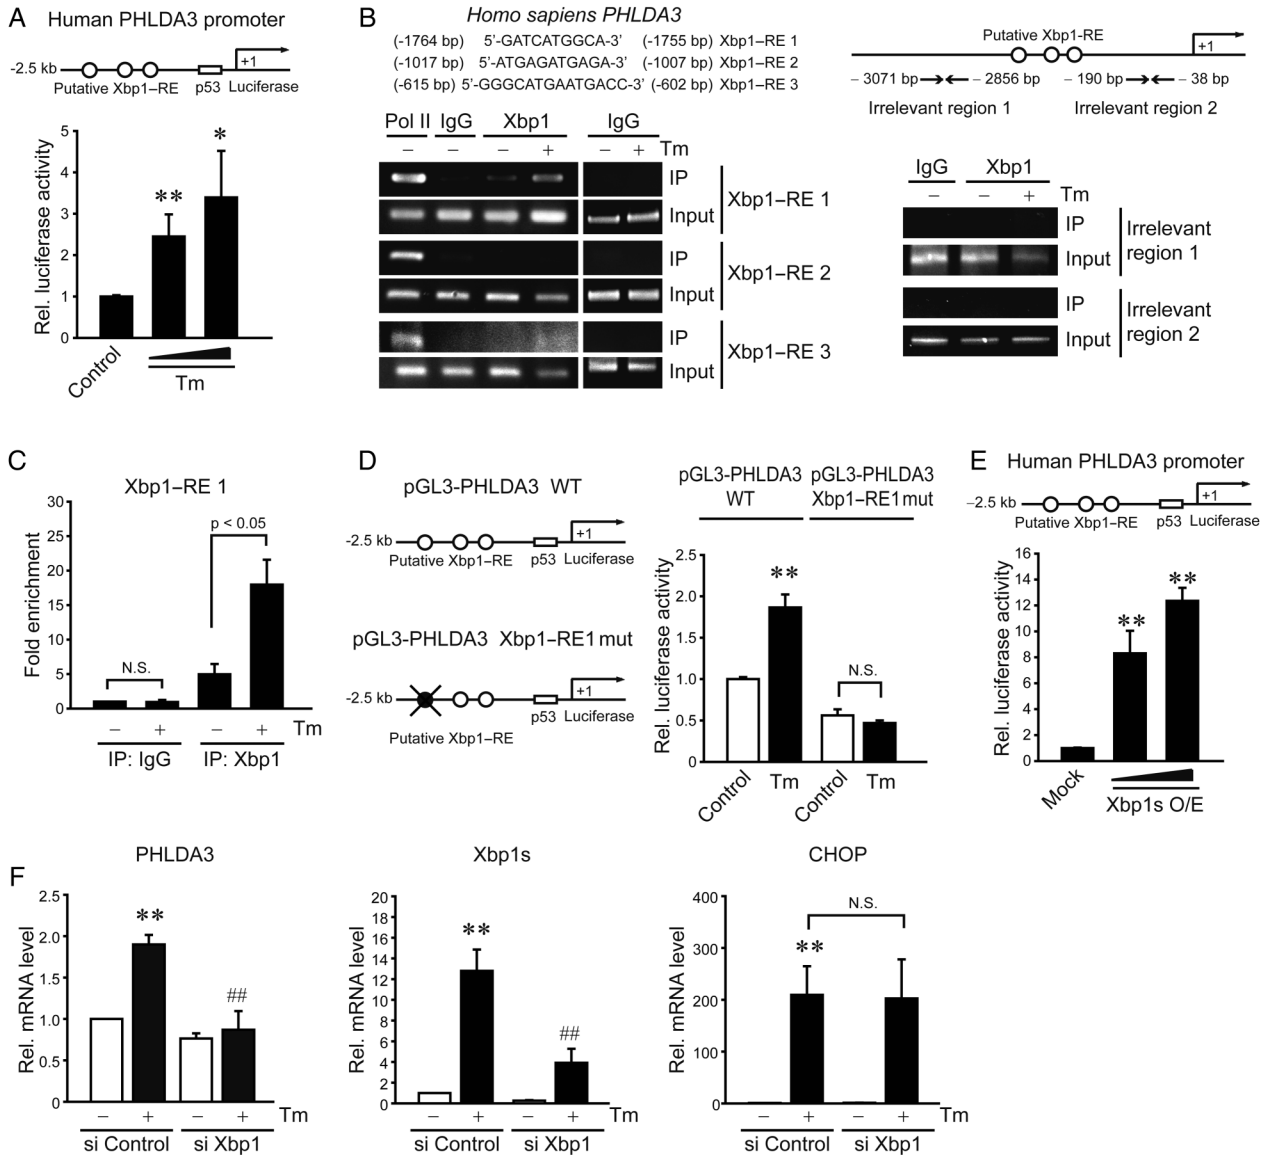 A
Human PHLDA3 promoter
-2.5 kb
+1
Putative Xbp1–RE
p53
Luciferase
Rel. luciferase activity
5
4
3
2
1
0
**
*
Control
Tm
B
Homo sapiens PHLDA3
(-1764 bp) 5'-GATCATGGCA-3' (-1755 bp) Xbp1–RE 1
(-1017 bp) 5'-ATGAGATGAGA-3' (-1007 bp) Xbp1–RE 2
(-615 bp) 5'-GGGCATGAATGACC-3' (-602 bp) Xbp1–RE 3
Pol II IgG Xbp1 IgG
– – – + – + Tm
IP
Input
Xbp1–RE 1
IP
Input
Xbp1–RE 2
IP
Input
Xbp1–RE 3
Putative Xbp1-RE
+1
– 3071 bp – 2856 bp – 190 bp – 38 bp
Irrelevant region 1 Irrelevant region 2
IgG Xbp1
– – + Tm
IP
Input
Irrelevant
region 1
IP
Input
Irrelevant
region 2
C
Xbp1–RE 1
Fold enrichment
30
25
20
15
10
5
0
N.S.
p < 0.05
– + – + Tm
IP: IgG IP: Xbp1
D
pGL3-PHLDA3 WT
-2.5 kb
+1
Putative Xbp1–RE
p53
Luciferase
pGL3-PHLDA3 Xbp1–RE1 mut
-2.5 kb
+1
p53
Luciferase
Putative Xbp1–RE
pGL3-PHLDA3
WT
pGL3-PHLDA3
Xbp1–RE1 mut
Rel. luciferase activity
2.5
2.0
1.5
1.0
0.5
0
**
N.S.
Control Tm Control Tm
E
Human PHLDA3 promoter
–2.5 kb
+1
Putative Xbp1–RE
p53
Luciferase
Rel. luciferase activity
16
14
12
10
8
6
4
2
0
**
**
Mock
Xbp1s O/E
F
PHLDA3
Rel. mRNA level
2.5
2.0
1.5
1.0
0.5
0
**
##
– + – + Tm
si Control si Xbp1
Xbp1s
Rel. mRNA level
20
18
16
14
12
10
8
6
4
2
0
**
##
– + – + Tm
si Control si Xbp1
CHOP
Rel. mRNA level
400
300
200
100
0
**
N.S.
– + – + Tm
si Control si Xbp1